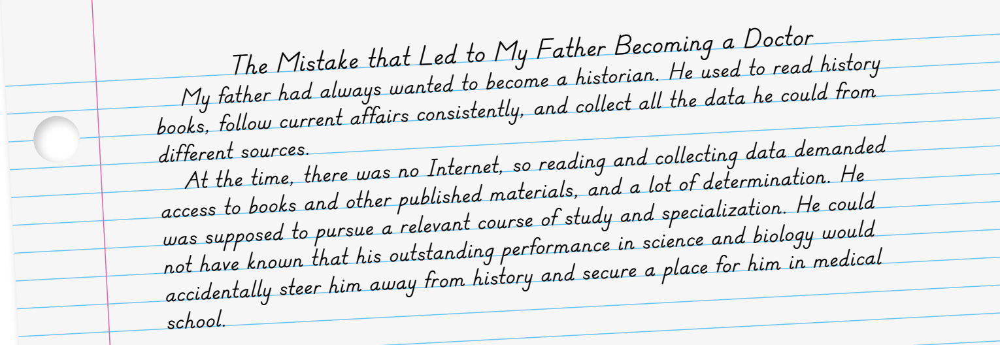 The Mistake that Led to My Father Becoming a Doctor
My father had always wanted to become a historian. He used to read history
books, follow current affairs consistently, and collect all the data he could from
different sources.
At the time, there was no Internet, so reading and collecting data demanded
access to books and other published materials, and a lot of determination. He
was supposed to pursue a relevant course of study and specialization. He could
not have known that his outstanding performance in science and biology would
accidentally steer him away from history and secure a place for him in medical
school.